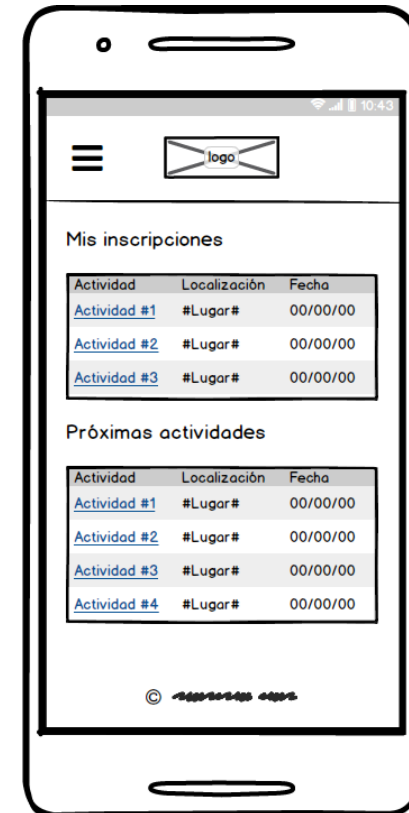 10:43
logo
Mis inscripciones
Actividad Localización Fecha
Actividad #1 #Lugar# 00/00/00
Actividad #2 #Lugar# 00/00/00
Actividad #3 #Lugar# 00/00/00
Próximas actividades
Actividad Localización Fecha
Actividad #1 #Lugar# 00/00/00
Actividad #2 #Lugar# 00/00/00
Actividad #3 #Lugar# 00/00/00
Actividad #4 #Lugar# 00/00/00
©